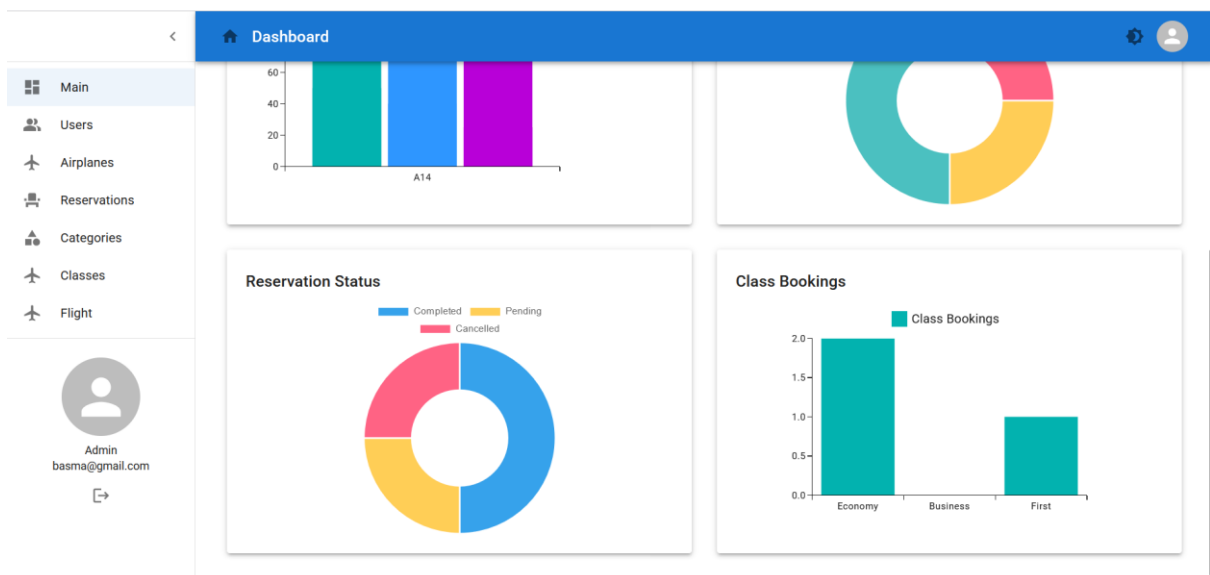 Dashboard
Main
Users
Airplanes
Reservations
Categories
Classes
Flight
Admin
basma@gmail.com
60
40
20
0
A14
Reservation Status
Completed Pending
Cancelled
Class Bookings
Class Bookings
2.0
1.5
1.0
0.5
0.0
Economy Business First